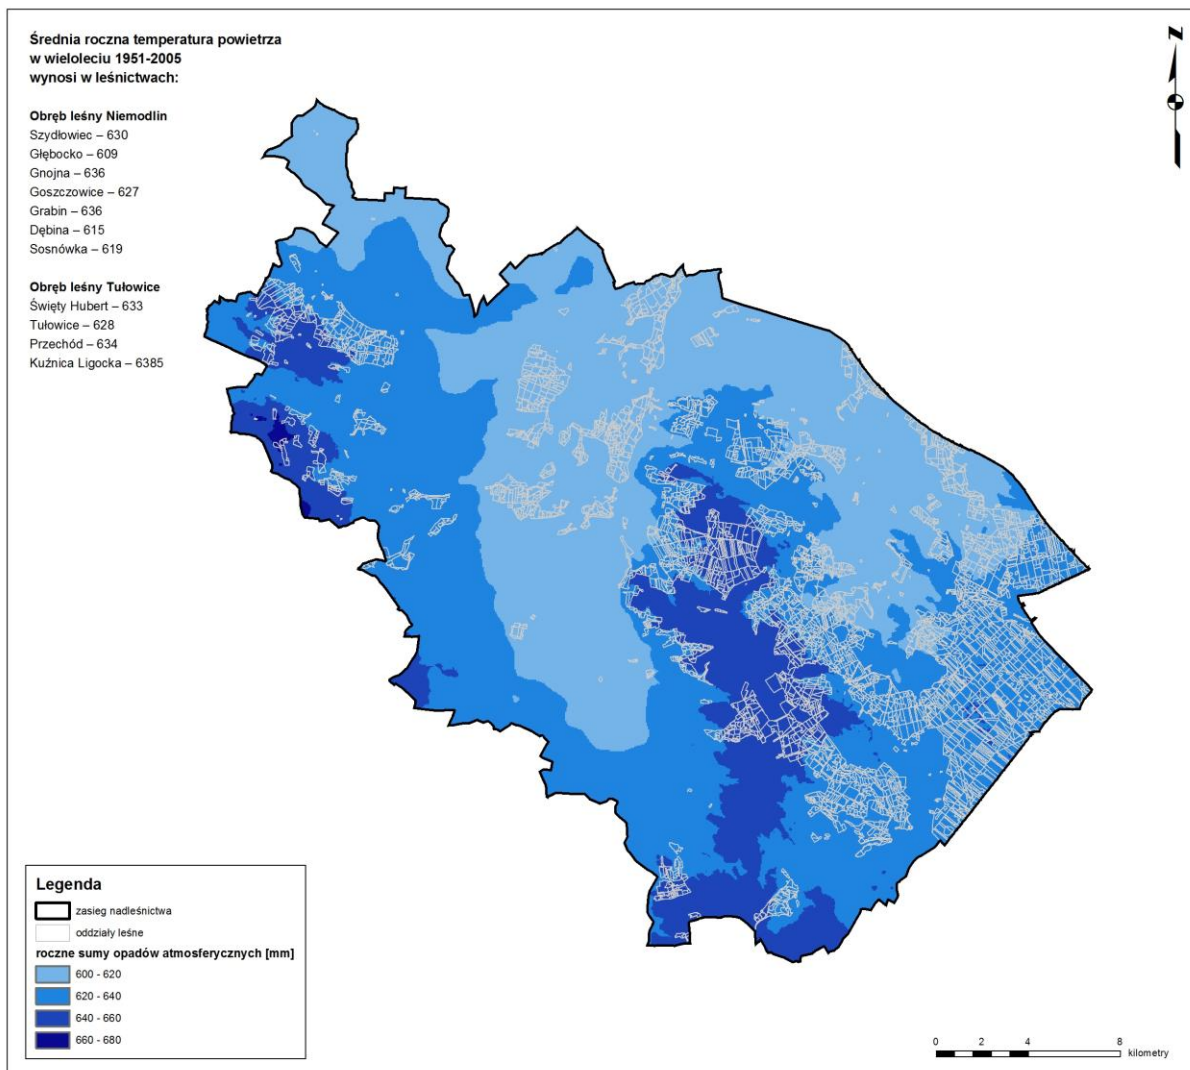 Średnia roczna temperatura powietrza
w wieloleciu 1951-2005
wynosi w leśnictwach:
Obręb leśny Niemodlin
Szydłowiec – 630
Głębocko – 609
Gnojna – 636
Goszczowice – 627
Grabin – 636
Dębina – 615
Sosnówka – 619
Obręb leśny Tułowice
Święty Hubert – 633
Tułowice – 628
Przechód – 634
Kuźnica Ligocka – 6385
N
Legenda
zasięg nadleśnictwa
oddziały leśne
roczne sumy opadów atmosferycznych [mm]
600 - 620
620 - 640
640 - 660
660 - 680
0 2 4 8
kilometry